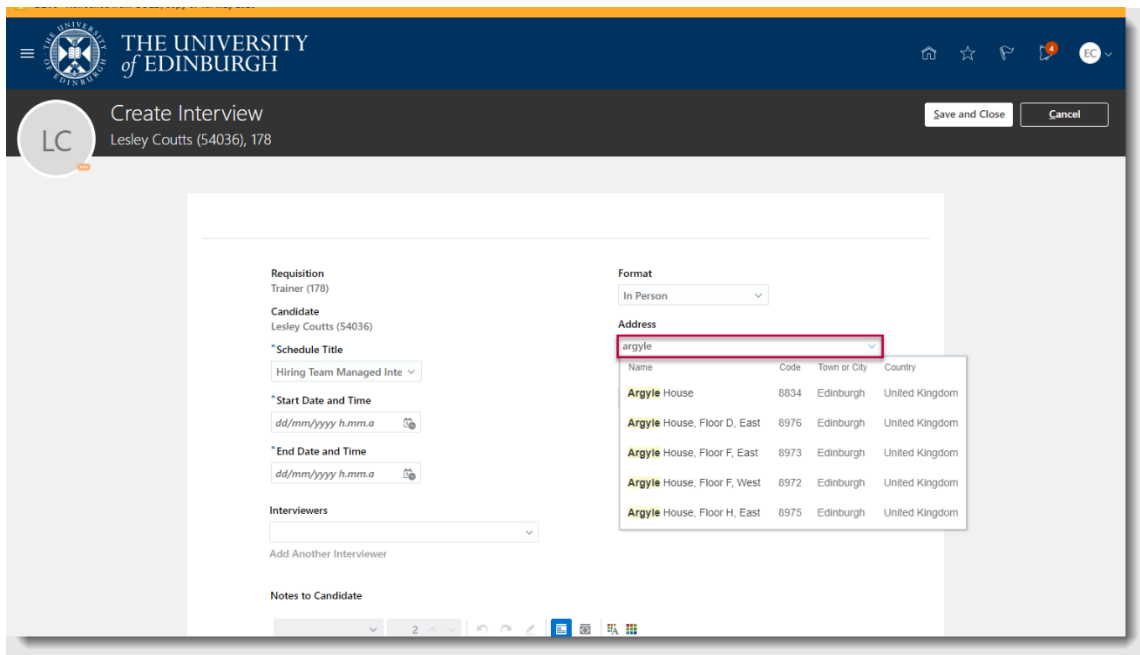 THE UNIVERSITY
of EDINBURGH
4
EC
LC
Create Interview
Lesley Coutts (54036), 178
Save and Close
Cancel
Requisition
Trainer (178)
Candidate
Lesley Coutts (54036)
*Schedule Title
Hiring Team Managed Inte
*Start Date and Time
dd/mm/yyyy h.mm.a
*End Date and Time
dd/mm/yyyy h.mm.a
Interviewers
Add Another Interviewer
Notes to Candidate
2
Format
In Person
Address
argyle
Name Code Town or City Country
Argyle House 8834 Edinburgh United Kingdom
Argyle House, Floor D, East 8976 Edinburgh United Kingdom
Argyle House, Floor F, East 8973 Edinburgh United Kingdom
Argyle House, Floor F, West 8972 Edinburgh United Kingdom
Argyle House, Floor H, East 8975 Edinburgh United Kingdom